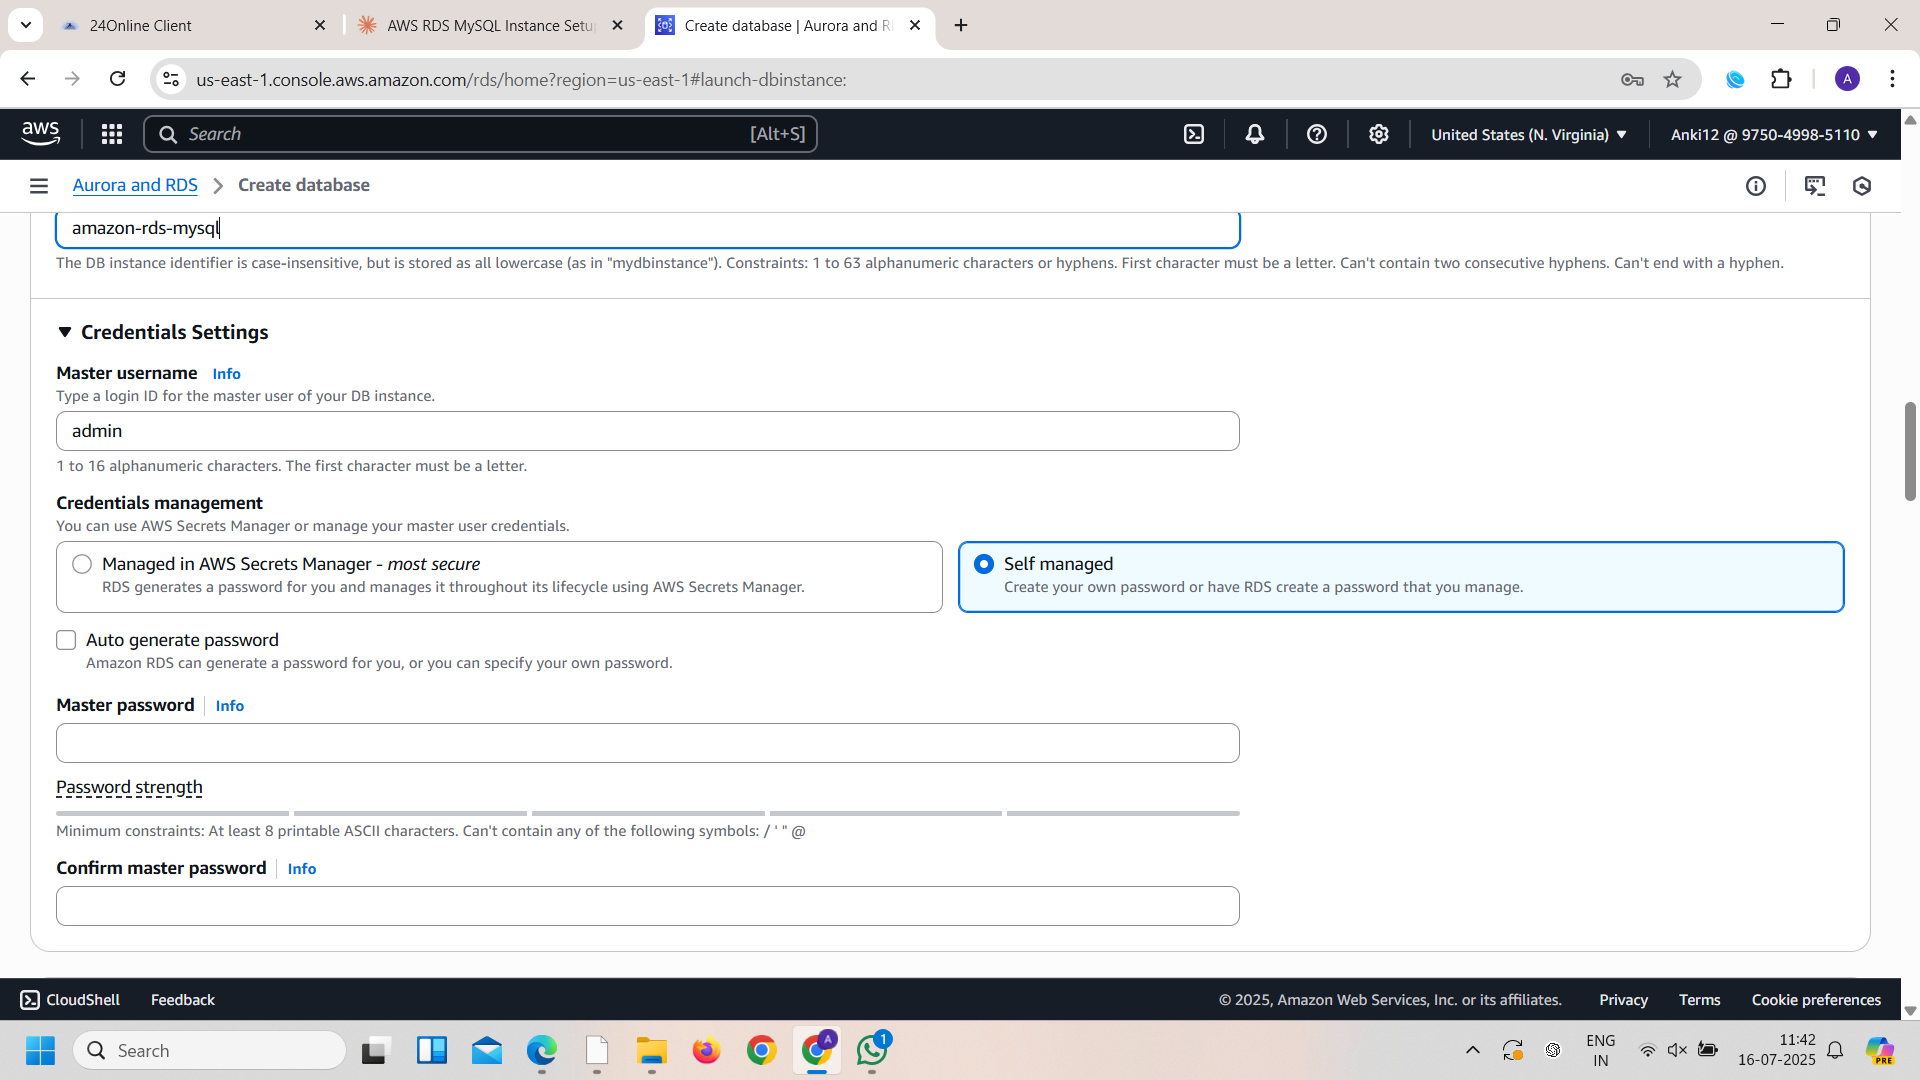 24Online Client
AWS RDS MySQL Instance Setu
Create database | Aurora and R
us-east-1.console.aws.amazon.com/rds/home?region=us-east-1#launch-dbinstance:
A
aws
Search
[Alt+S]
United States (N. Virginia)
Anki12 @ 9750-4998-5110
Aurora and RDS
Create database
amazon-rds-mysql
The DB instance identifier is case-insensitive, but is stored as all lowercase (as in "mydbinstance"). Constraints: 1 to 63 alphanumeric characters or hyphens. First character must be a letter. Can't contain two consecutive hyphens. Can't end with a hyphen.
Credentials Settings
Master username Info
Type a login ID for the master user of your DB instance.
admin
1 to 16 alphanumeric characters. The first character must be a letter.
Credentials management
You can use AWS Secrets Manager or manage your master user credentials.
Managed in AWS Secrets Manager - most secure
RDS generates a password for you and manages it throughout its lifecycle using AWS Secrets Manager.
Self managed
Create your own password or have RDS create a password that you manage.
Auto generate password
Amazon RDS can generate a password for you, or you can specify your own password.
Master password Info
Password strength
Minimum constraints: At least 8 printable ASCII characters. Can't contain any of the following symbols: / ' " @
Confirm master password Info
CloudShell
Feedback
© 2025, Amazon Web Services, Inc. or its affiliates.
Privacy
Terms
Cookie preferences
Search
A
1
ENG
IN
11:42
16-07-2025
PRE